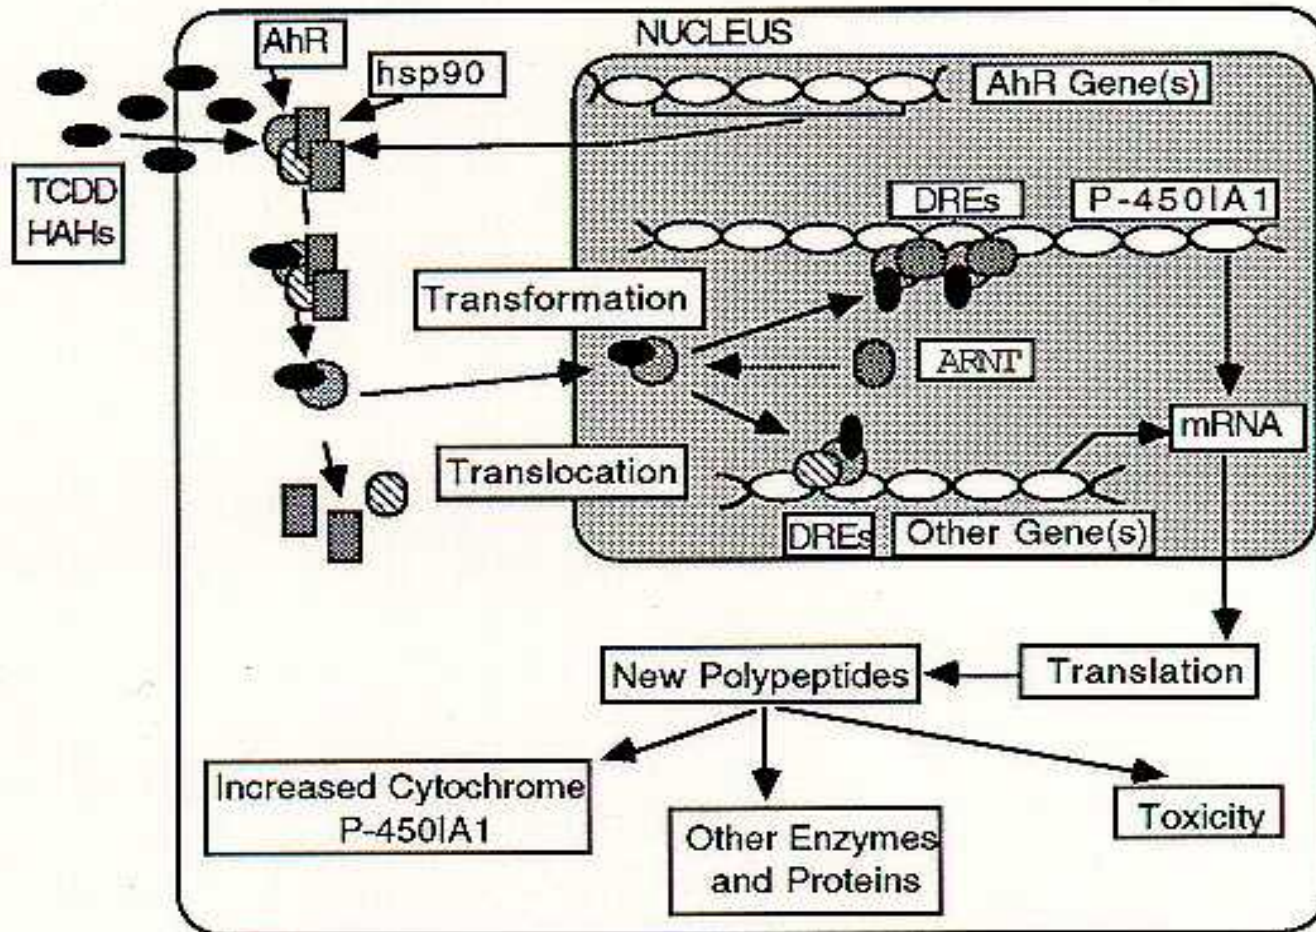 NUCLEUS
AhR
hsp90
AhR Gene(s)
TCDD
HAHs
DREs
P-450IA1
Transformation
ARNT
mRNA
Translocation
DREs
Other Gene(s)
New Polypeptides
Translation
Increased Cytochrome
P-450IA1
Other Enzymes
and Proteins
Toxicity